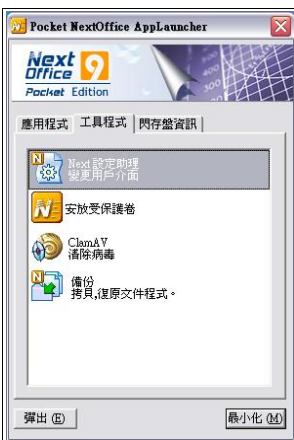 Pocket NextOffice AppLauncher
Next
Office 9
Pocket Edition
應用程式 工具程式 閃存盤資訊
Next 設定助理
變更用戶介面
安放受保護卷
ClamAV
清除病毒
備份
拷貝,復原文件程式。
彈出 (E) 最小化 (M)